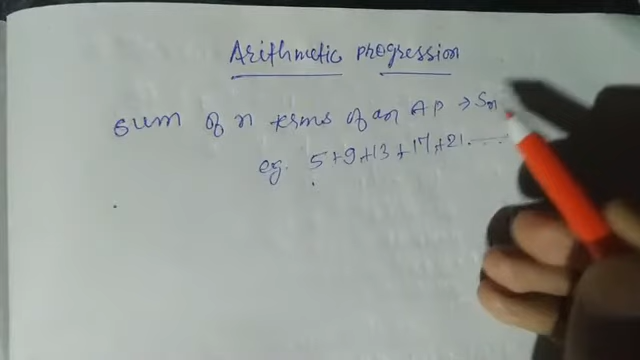 Arithmetic progression
sum of n terms of an AP → Sn
eg. 5+9+13+17+21......